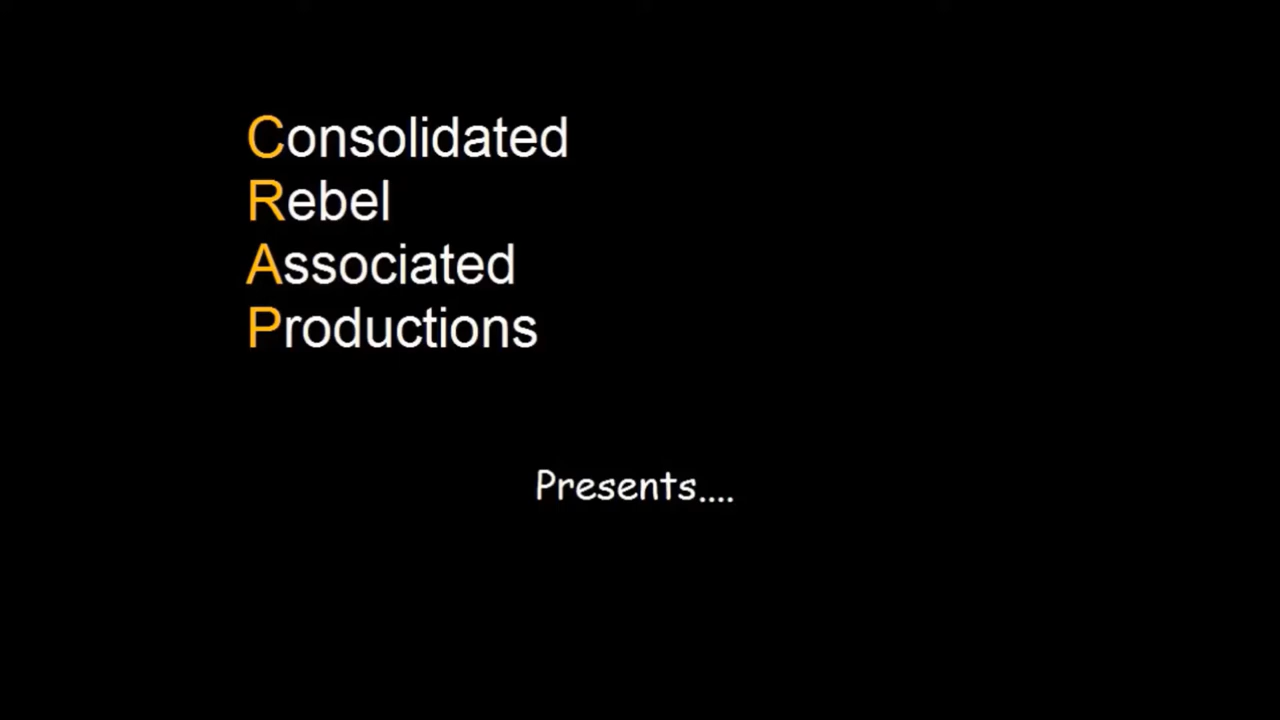 Consolidated
Rebel
Associated
Productions
Presents....